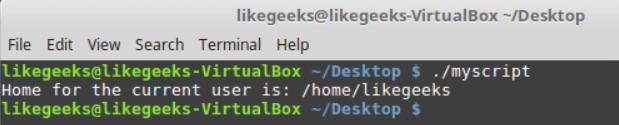 likegeeks@likegeeks-VirtualBox ~/Desktop
File Edit View Search Terminal Help
likegeeks@likegeeks-VirtualBox ~/Desktop $ ./myscript
Home for the current user is: /home/likegeeks
likegeeks@likegeeks-VirtualBox ~/Desktop $